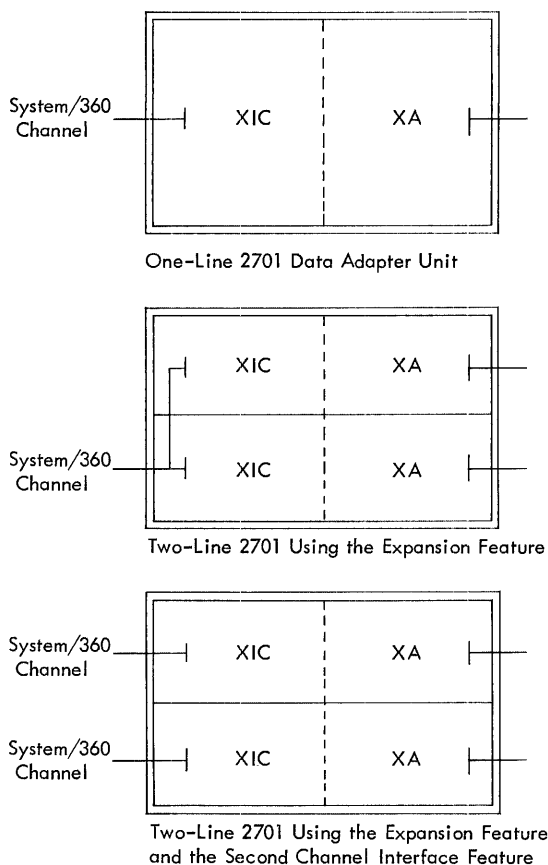 System/360
Channel
XIC XA
One-Line 2701 Data Adapter Unit
XIC XA
System/360
Channel
XIC XA
Two-Line 2701 Using the Expansion Feature
System/360
Channel
XIC XA
System/360
Channel
XIC XA
Two-Line 2701 Using the Expansion Feature
and the Second Channel Interface Feature